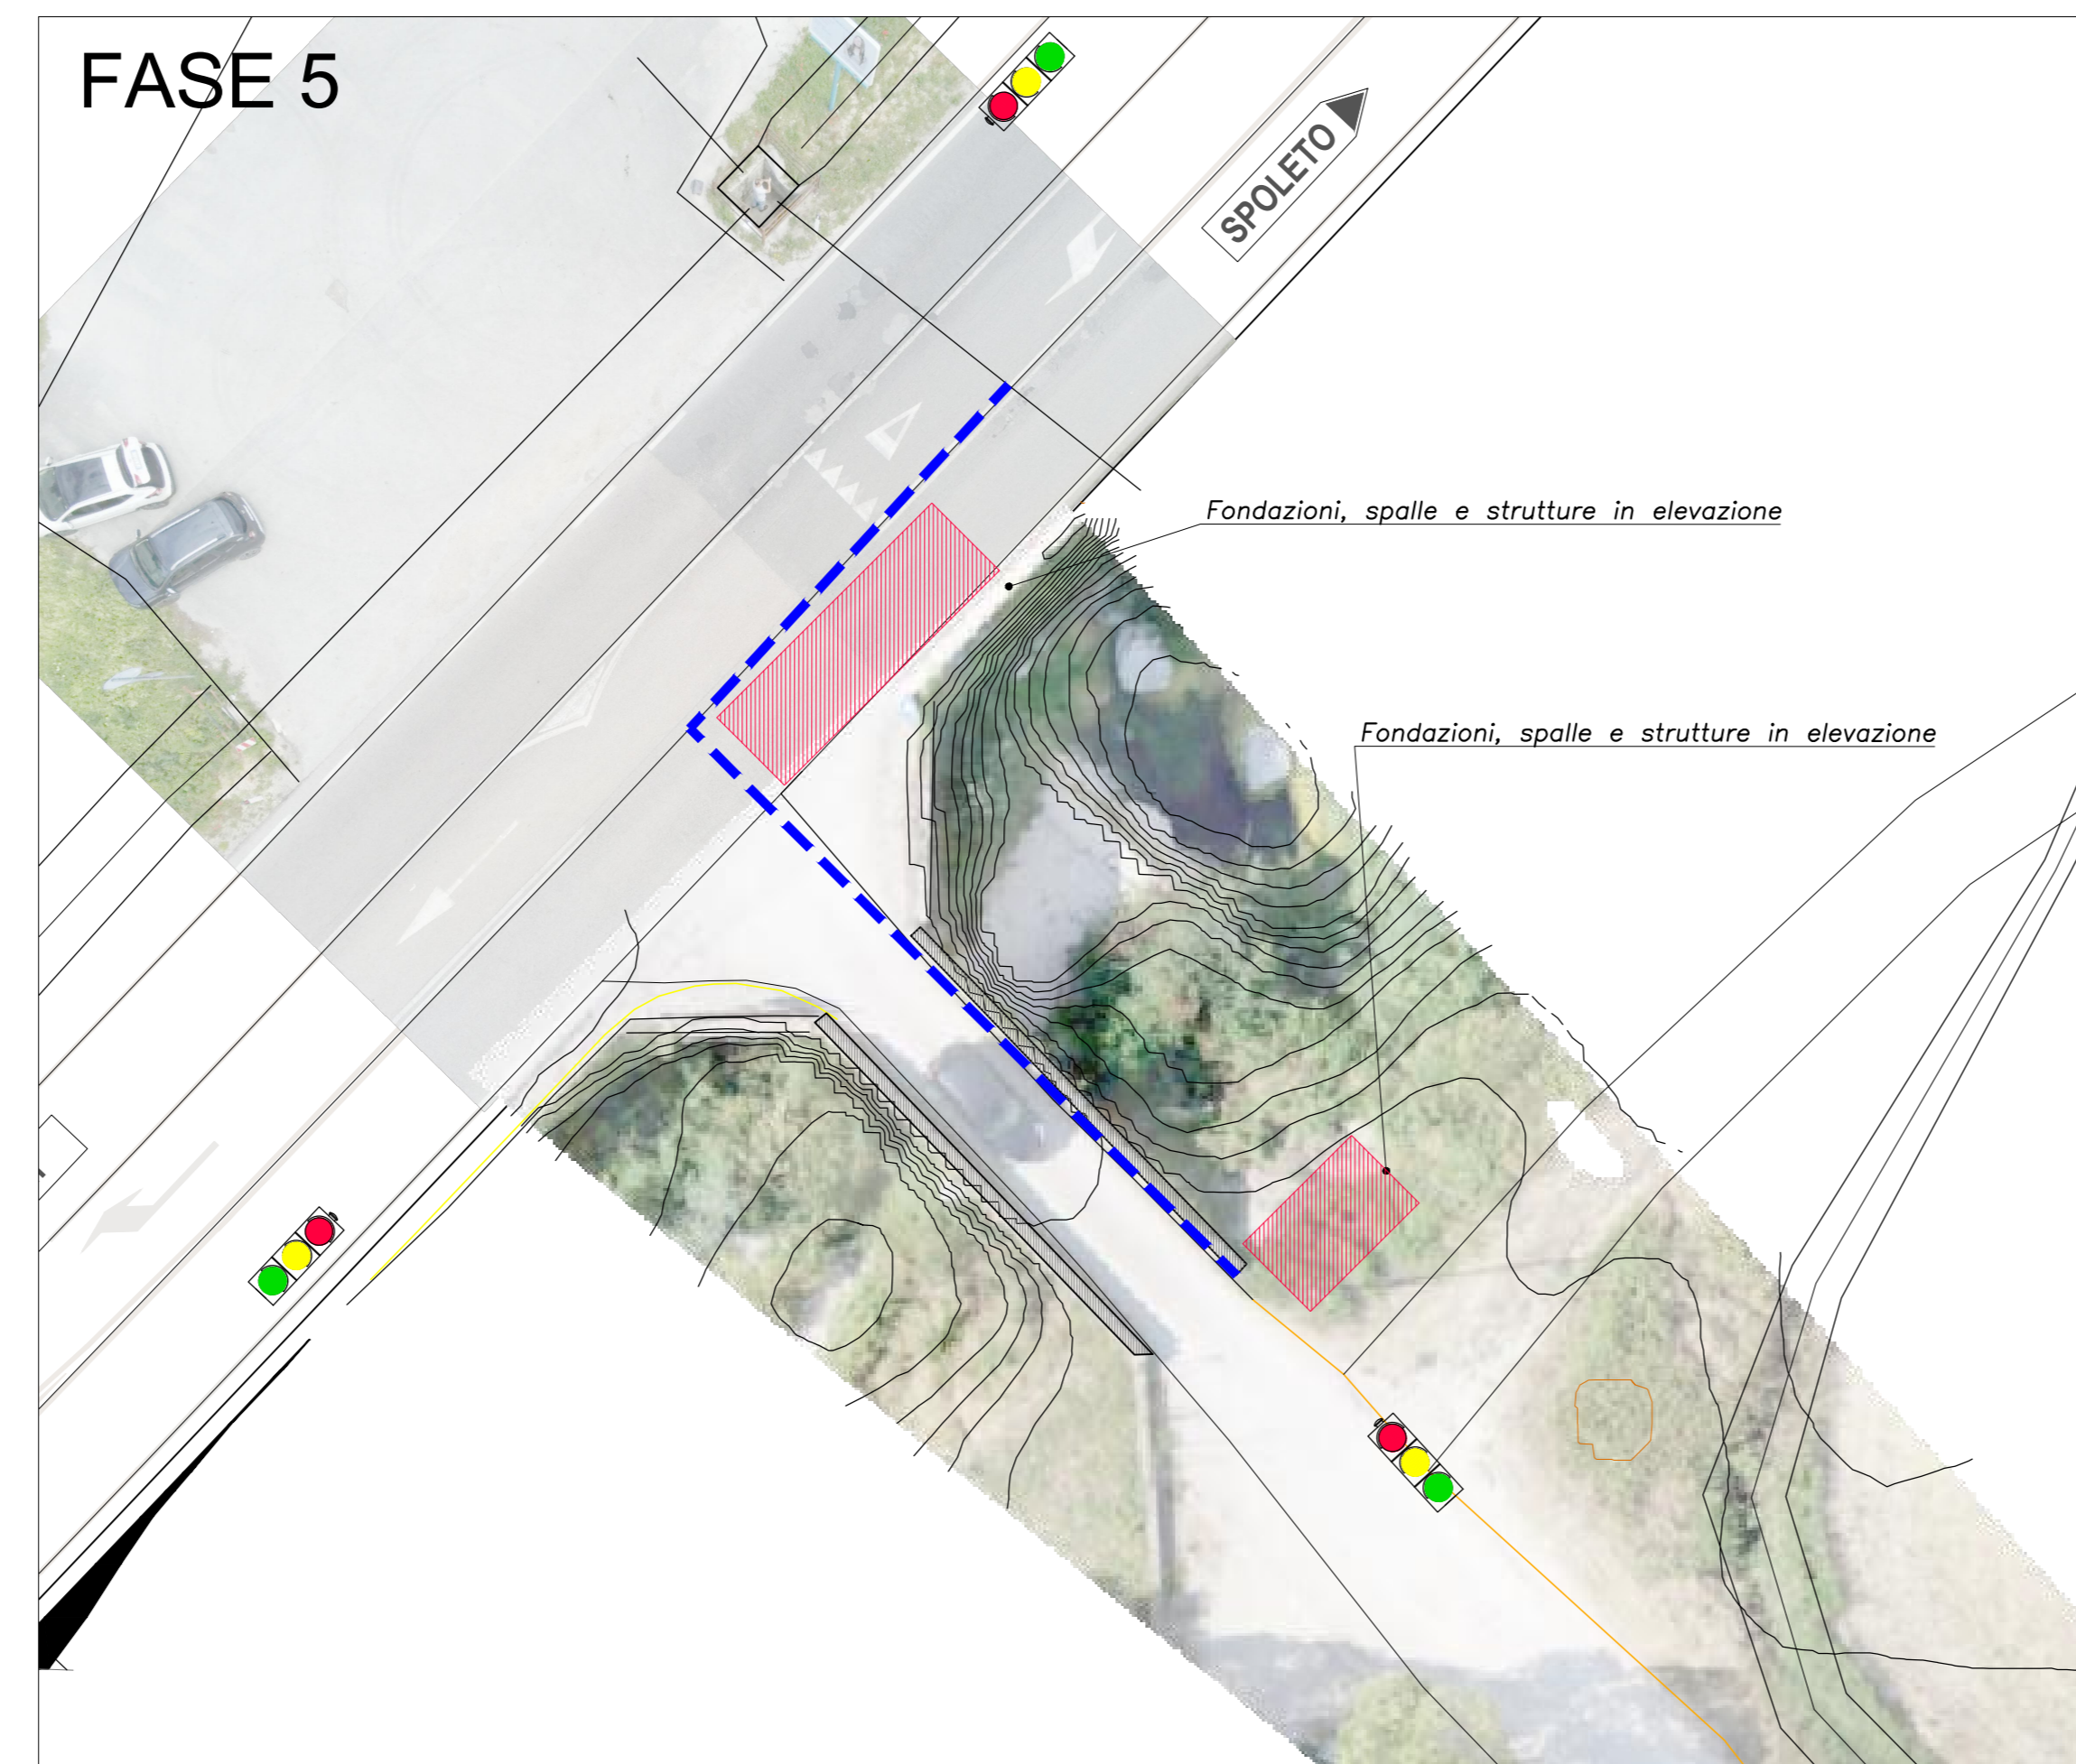 FASE 5
SPOLETO
Fondazioni, spalle e strutture in elevazione
Fondazioni, spalle e strutture in elevazione